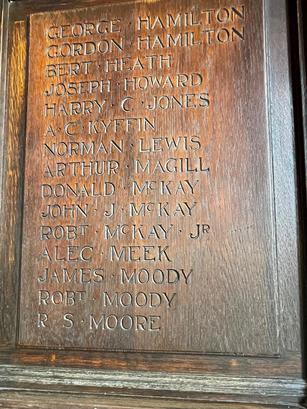 GEORGE · HAMILTON
GORDON · HAMILTON
BERT · HEATH
JOSEPH · HOWARD
HARRY · C · JONES
A · C · KYFFIN
NORMAN · LEWIS
ARTHUR · MAGILL
DONALD · McKAY
JOHN · J · McKAY
ROBT · McKAY · JR
ALEC · MEEK
JAMES · MOODY
ROBT · MOODY
R · S · MOORE